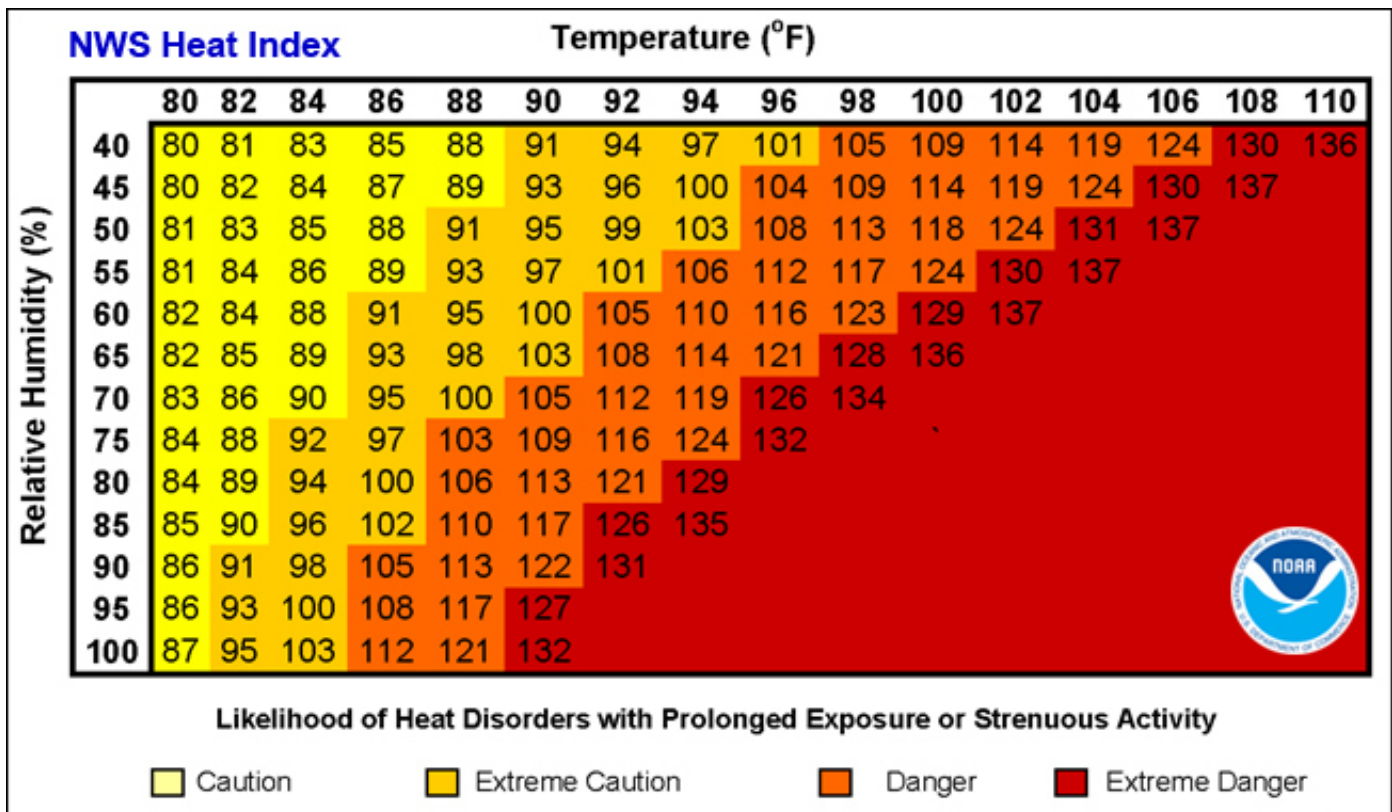 NWS Heat Index Temperature (°F)
80 82 84 86 88 90 92 94 96 98 100 102 104 106 108 110
Relative Humidity (%)
40 80 81 83 85 88 91 94 97 101 105 109 114 119 124 130 136
45 80 82 84 87 89 93 96 100 104 109 114 119 124 130 137
50 81 83 85 88 91 95 99 103 108 113 118 124 131 137
55 81 84 86 89 93 97 101 106 112 117 124 130 137
60 82 84 88 91 95 100 105 110 116 123 129 137
65 82 85 89 93 98 103 108 114 121 128 136
70 83 86 90 95 100 105 112 119 126 134
75 84 88 92 97 103 109 116 124 132
80 84 89 94 100 106 113 121 129
85 85 90 96 102 110 117 126 135
90 86 91 98 105 113 122 131
95 86 93 100 108 117 127
100 87 95 103 112 121 132
NATIONAL OCEANIC AND ATMOSPHERIC ADMINISTRATION
NOAA
U.S. DEPARTMENT OF COMMERCE
Likelihood of Heat Disorders with Prolonged Exposure or Strenuous Activity
Caution Extreme Caution Danger Extreme Danger